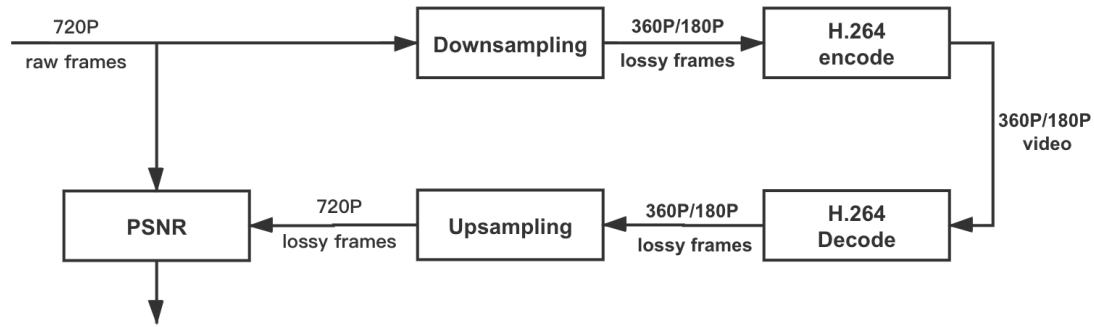 720P
raw frames
Downsampling
360P/180P
lossy frames
H.264
encode
360P/180P
video
PSNR
720P
lossy frames
Upsampling
360P/180P
lossy frames
H.264
Decode